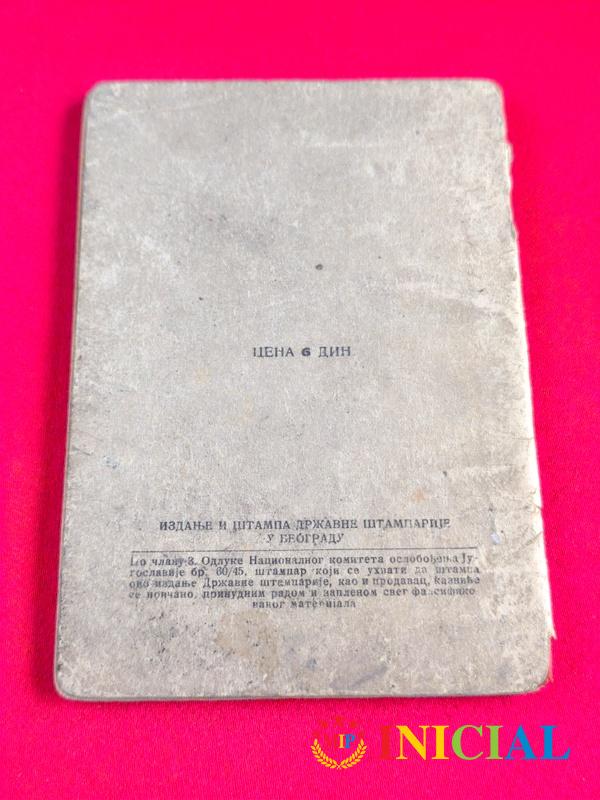 ЦЕНА 6 ДИН.
ИЗДАЊЕ И ШТАМПА ДРЖАВНЕ ШТАМПАРИЈЕ
У БЕОГРАДУ
По члану 3. Одлуке Националног комитета ослобођења Ју-
гославије бр. 60/45, штампар који се ухвати да штампа
ово издање Државне штампарије, као и продавац, казниће
се новчано, принудним радом и запленом свег фалсифико-
ваног материјала
IP INICIAL